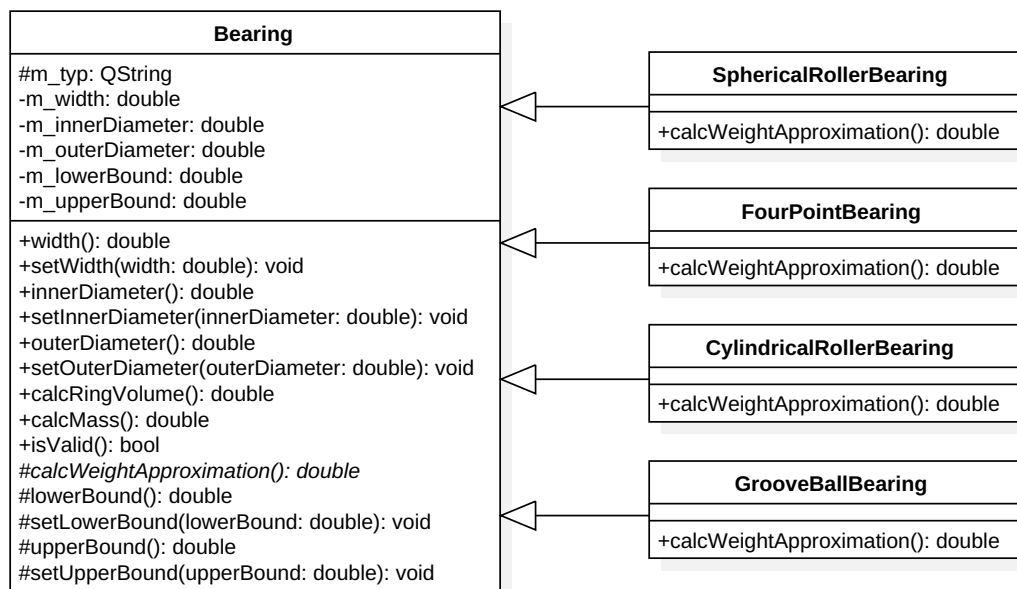 Bearing
#m_typ: QString
-m_width: double
-m_innerDiameter: double
-m_outerDiameter: double
-m_lowerBound: double
-m_upperBound: double
+width(): double
+setWidth(width: double): void
+innerDiameter(): double
+setInnerDiameter(innerDiameter: double): void
+outerDiameter(): double
+setOuterDiameter(outerDiameter: double): void
+calcRingVolume(): double
+calcMass(): double
+isValid(): bool
#calcWeightApproximation(): double
#lowerBound(): double
#setLowerBound(lowerBound: double): void
#upperBound(): double
#setUpperBound(upperBound: double): void
SphericalRollerBearing
+calcWeightApproximation(): double
FourPointBearing
+calcWeightApproximation(): double
CylindricalRollerBearing
+calcWeightApproximation(): double
GrooveBallBearing
+calcWeightApproximation(): double